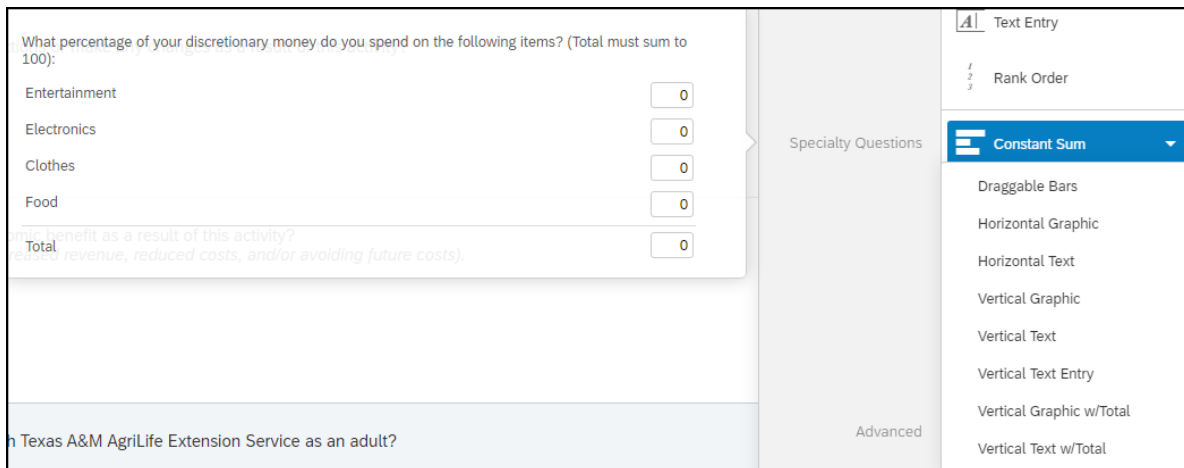 What percentage of your discretionary money do you spend on the following items? (Total must sum to
100):
Entertainment 0
Electronics 0
Clothes 0
Food 0
omic benefit as a result of this activity?
Total 0
reased revenue, reduced costs, and/or avoiding future costs).
h Texas A&M AgriLife Extension Service as an adult?
Specialty Questions
Advanced
A Text Entry
1
2
3
Rank Order
Constant Sum
Draggable Bars
Horizontal Graphic
Horizontal Text
Vertical Graphic
Vertical Text
Vertical Text Entry
Vertical Graphic w/Total
Vertical Text w/Total